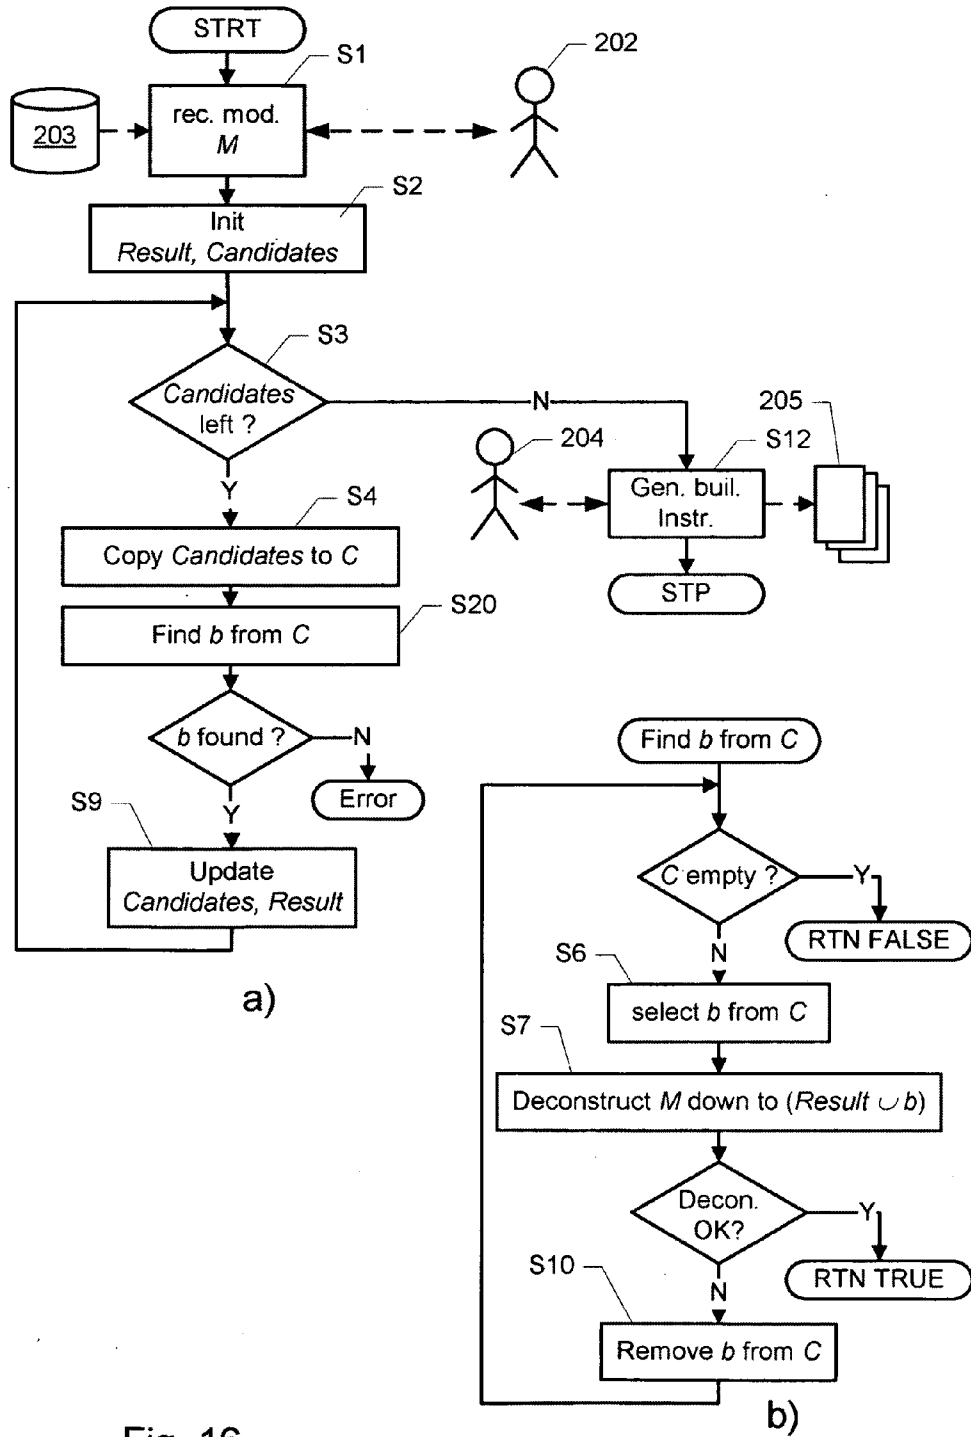 STRT
S1
202
203
rec. mod.
M
S2
Init
Result, Candidates
S3
Candidates
left ?
N
205
204
S12
Gen. buil.
Instr.
STP
Y
S4
Copy Candidates to C
S20
Find b from C
b found ?
N
Error
Y
S9
Update
Candidates, Result
a)
Find b from C
C empty ?
Y
RTN FALSE
N
S6
select b from C
S7
Deconstruct M down to (Result ∪ b)
Decon.
OK?
Y
RTN TRUE
N
S10
Remove b from C
b)
Fig. 16